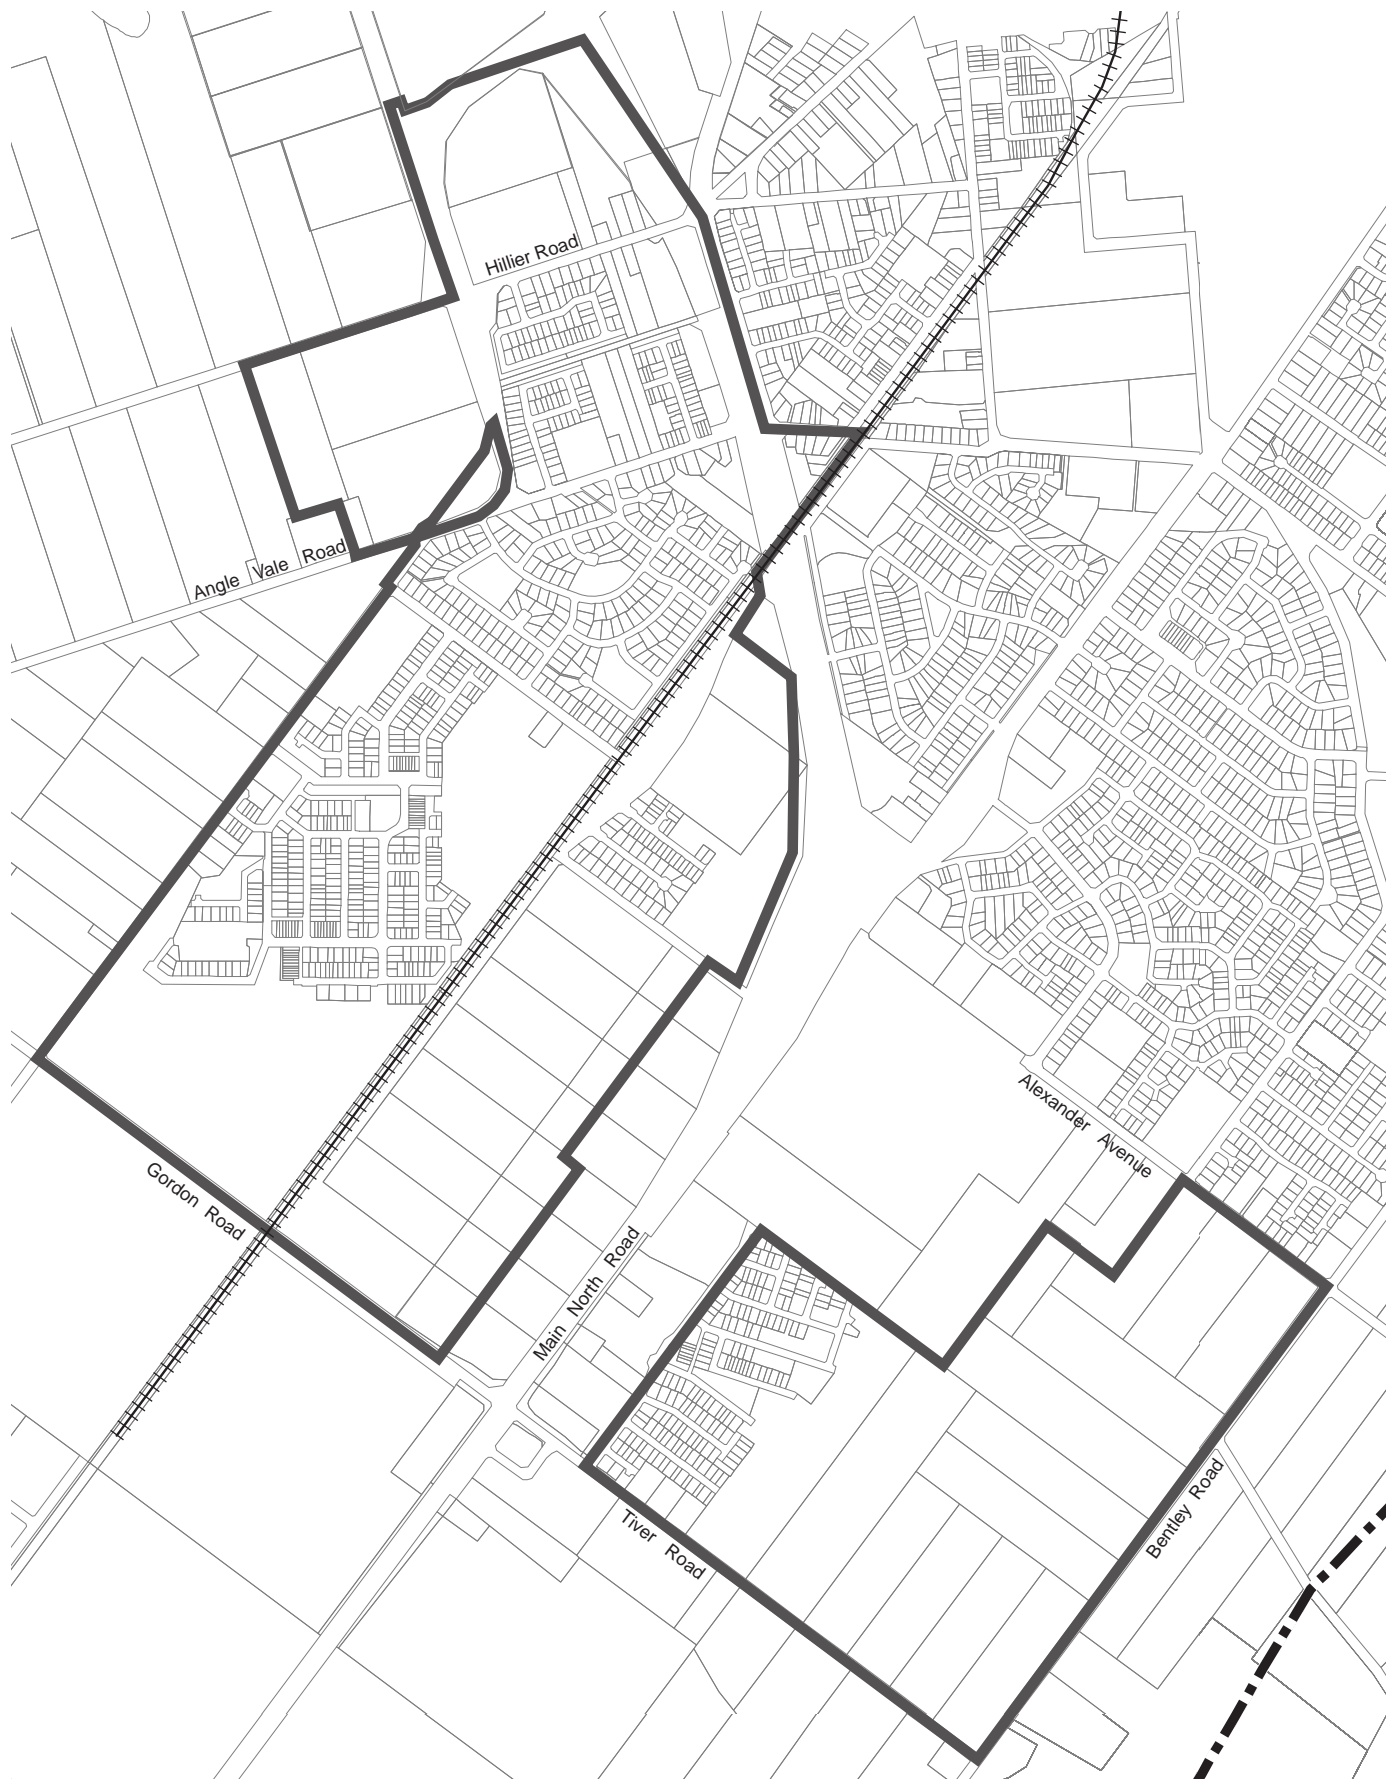 Hillier Road
Angle Vale Road
Alexander Avenue
Gordon Road
Main North Road
Bentley Road
Tiver Road